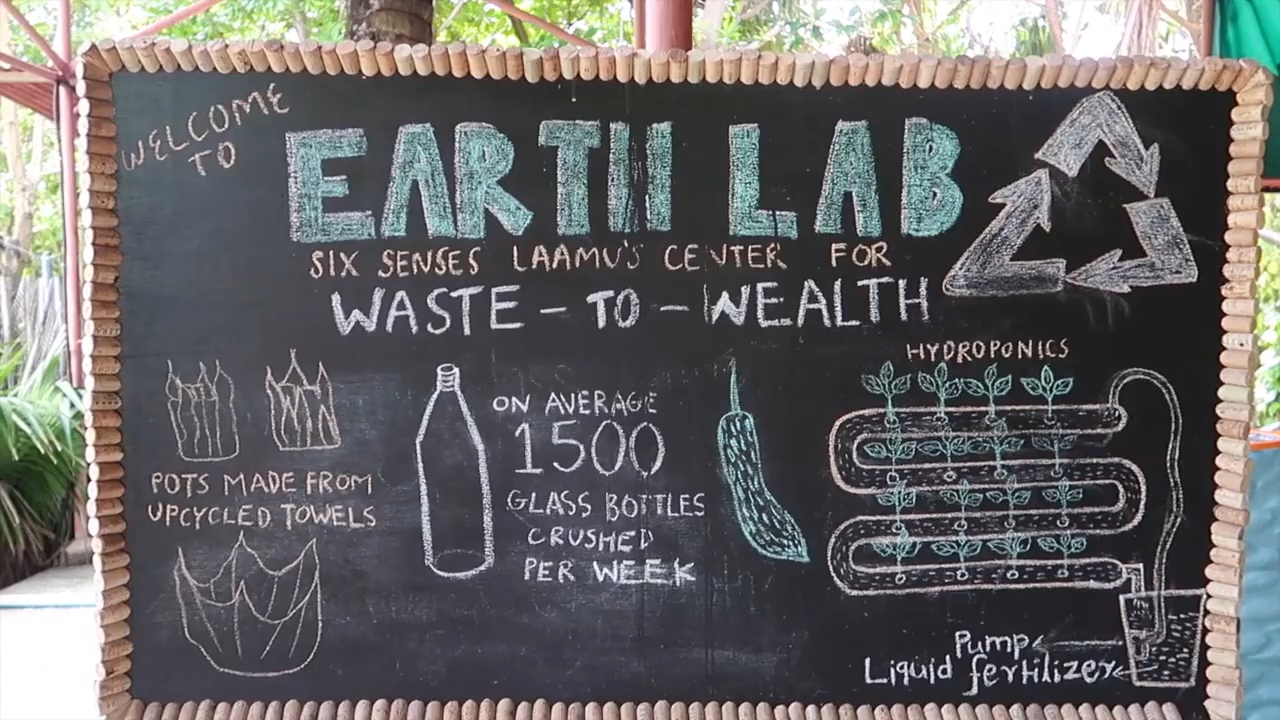 WELCOME
TO
EARTH LAB
SIX SENSES LAAMU'S CENTER FOR
WASTE - TO - WEALTH
POTS MADE FROM
UPCYCLED TOWELS
ON AVERAGE
1500
GLASS BOTTLES
CRUSHED
PER WEEK
HYDROPONICS
Pump
Liquid fertilizer